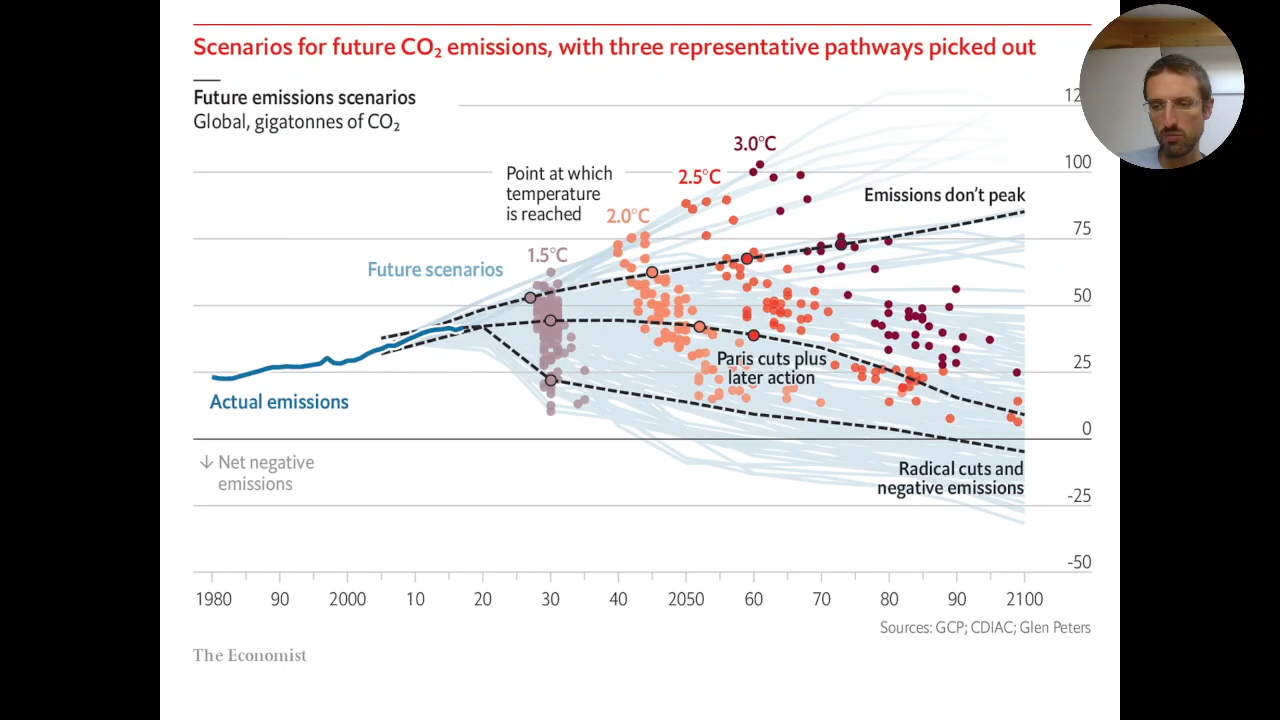 Scenarios for future CO₂ emissions, with three representative pathways picked out
Future emissions scenarios
Global, gigatonnes of CO₂
3.0°C
100
Point at which
temperature
is reached
2.5°C
Emissions don't peak
2.0°C
75
1.5°C
Future scenarios
50
Paris cuts plus
later action
25
Actual emissions
0
↓ Net negative
emissions
Radical cuts and
negative emissions
-25
-50
1980 90 2000 10 20 30 40 2050 60 70 80 90 2100
Sources: GCP; CDIAC; Glen Peters
The Economist